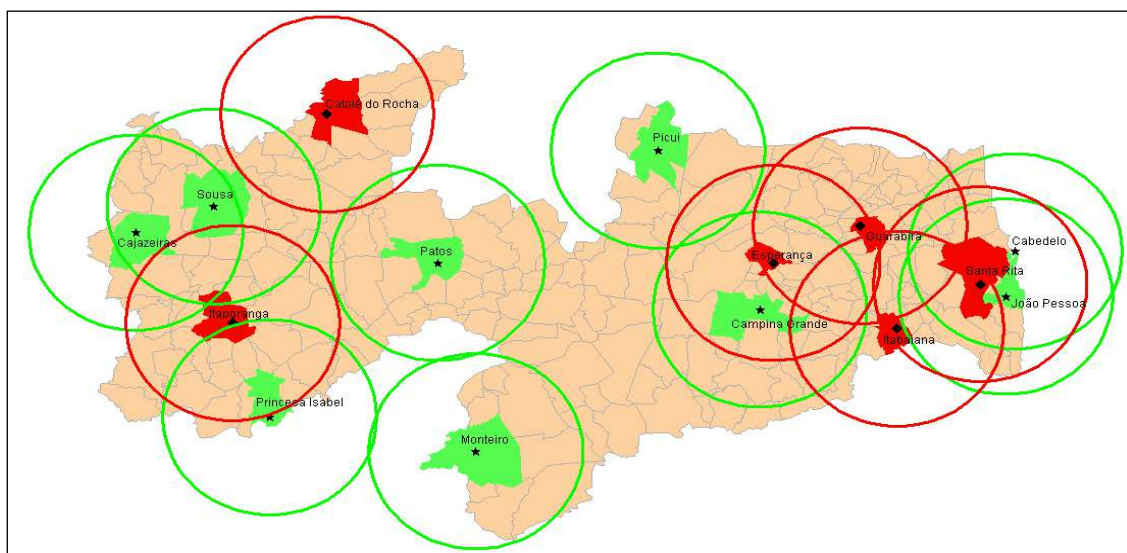 Catolé do Rocha
Picuí
Sousa
Cajazeiras
Guarabira
Cabedelo
Patos
Esperança
Santa Rita
João Pessoa
Itaporanga
Campina Grande
Itabaiana
Princesa Isabel
Monteiro